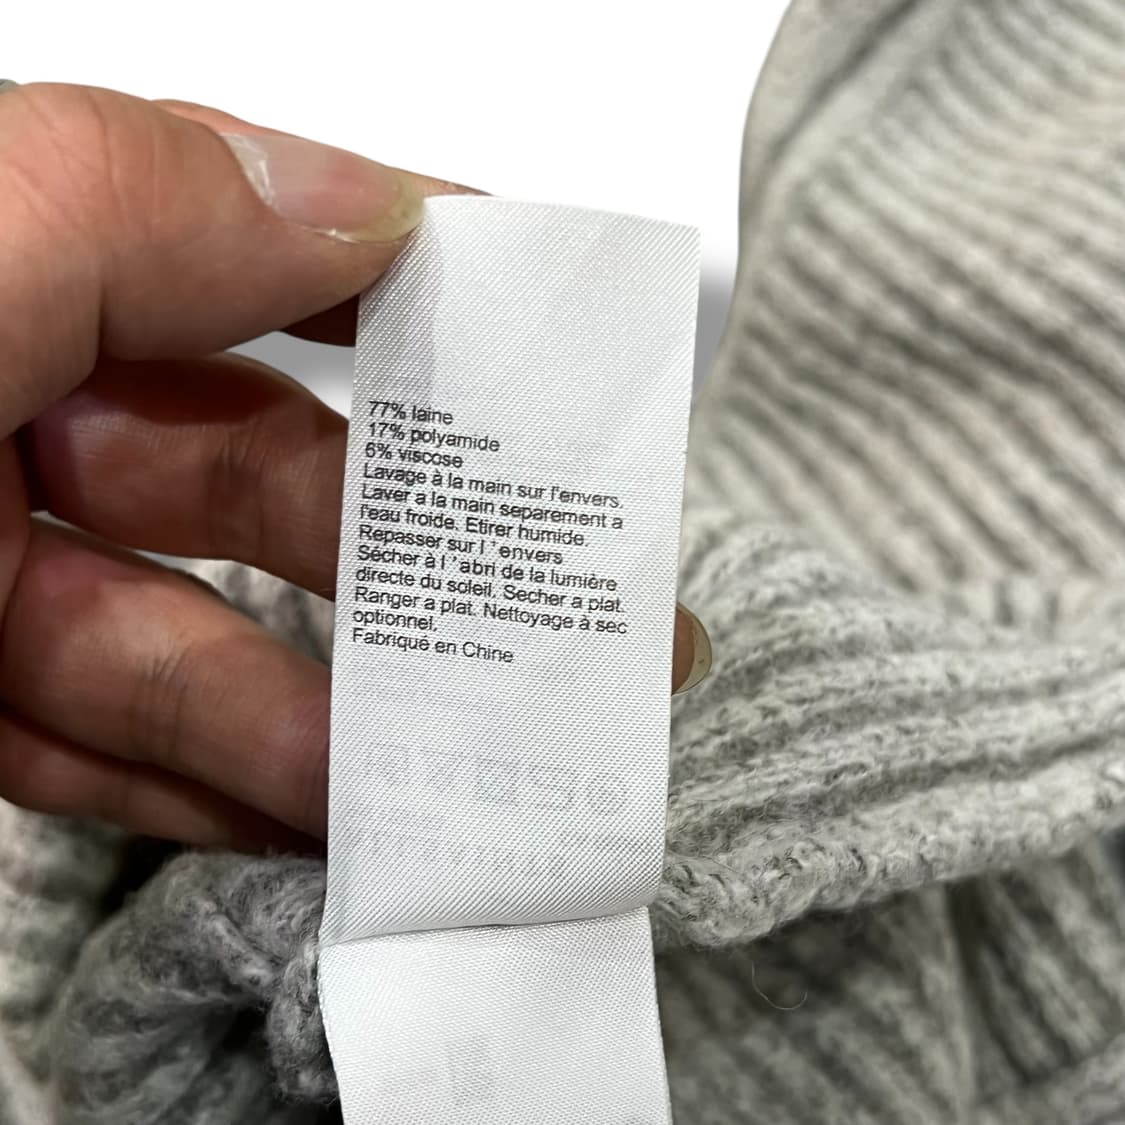 77% laine
17% polyamide
6% viscose
Lavage à la main sur l'envers.
Laver a la main separement a
l'eau froide. Etirer humide.
Repasser sur l 'envers
Sécher à l 'abri de la lumière
directe du soleil. Secher a plat.
Ranger a plat. Nettoyage à sec
optionnel.
Fabriqué en Chine